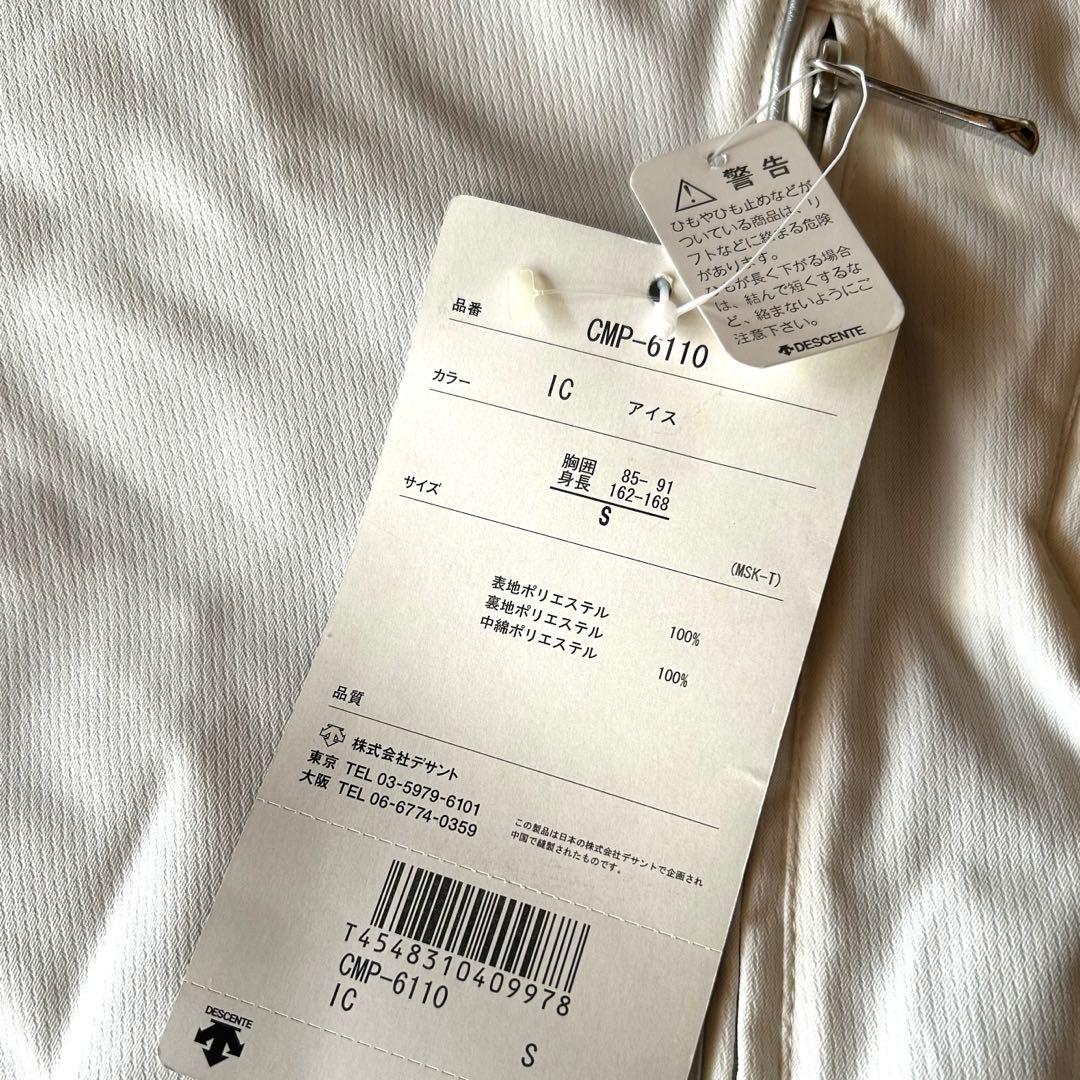 警告
ひもやひも止めなどが
ついている商品は、リ
フトなどに絡まる危険
があります。
ひもが長く下がる場合
は、結んで短くするな
ど、絡まないようにご
注意下さい。
DESCENTE
品番 CMP-6110
カラー IC アイス
胸囲 85- 91
身長 162-168
サイズ S
(MSK-T)
表地ポリエステル 100%
裏地ポリエステル
中綿ポリエステル 100%
品質
株式会社デサント
東京 TEL 03-5979-6101
大阪 TEL 06-6774-0359
この製品は日本の株式会社デサントで企画され
中国で縫製されたものです。
T4548310409978
CMP-6110
IC
S
DESCENTE